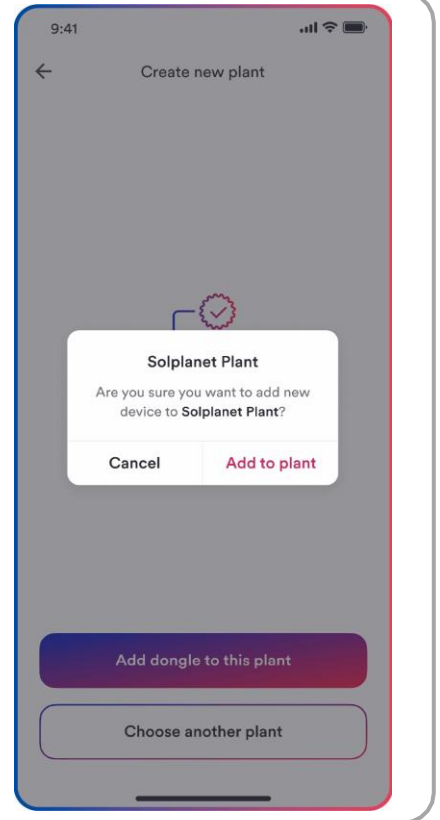 9:41
Create new plant
Solplanet Plant
Are you sure you want to add new
device to Solplanet Plant?
Cancel
Add to plant
Add dongle to this plant
Choose another plant